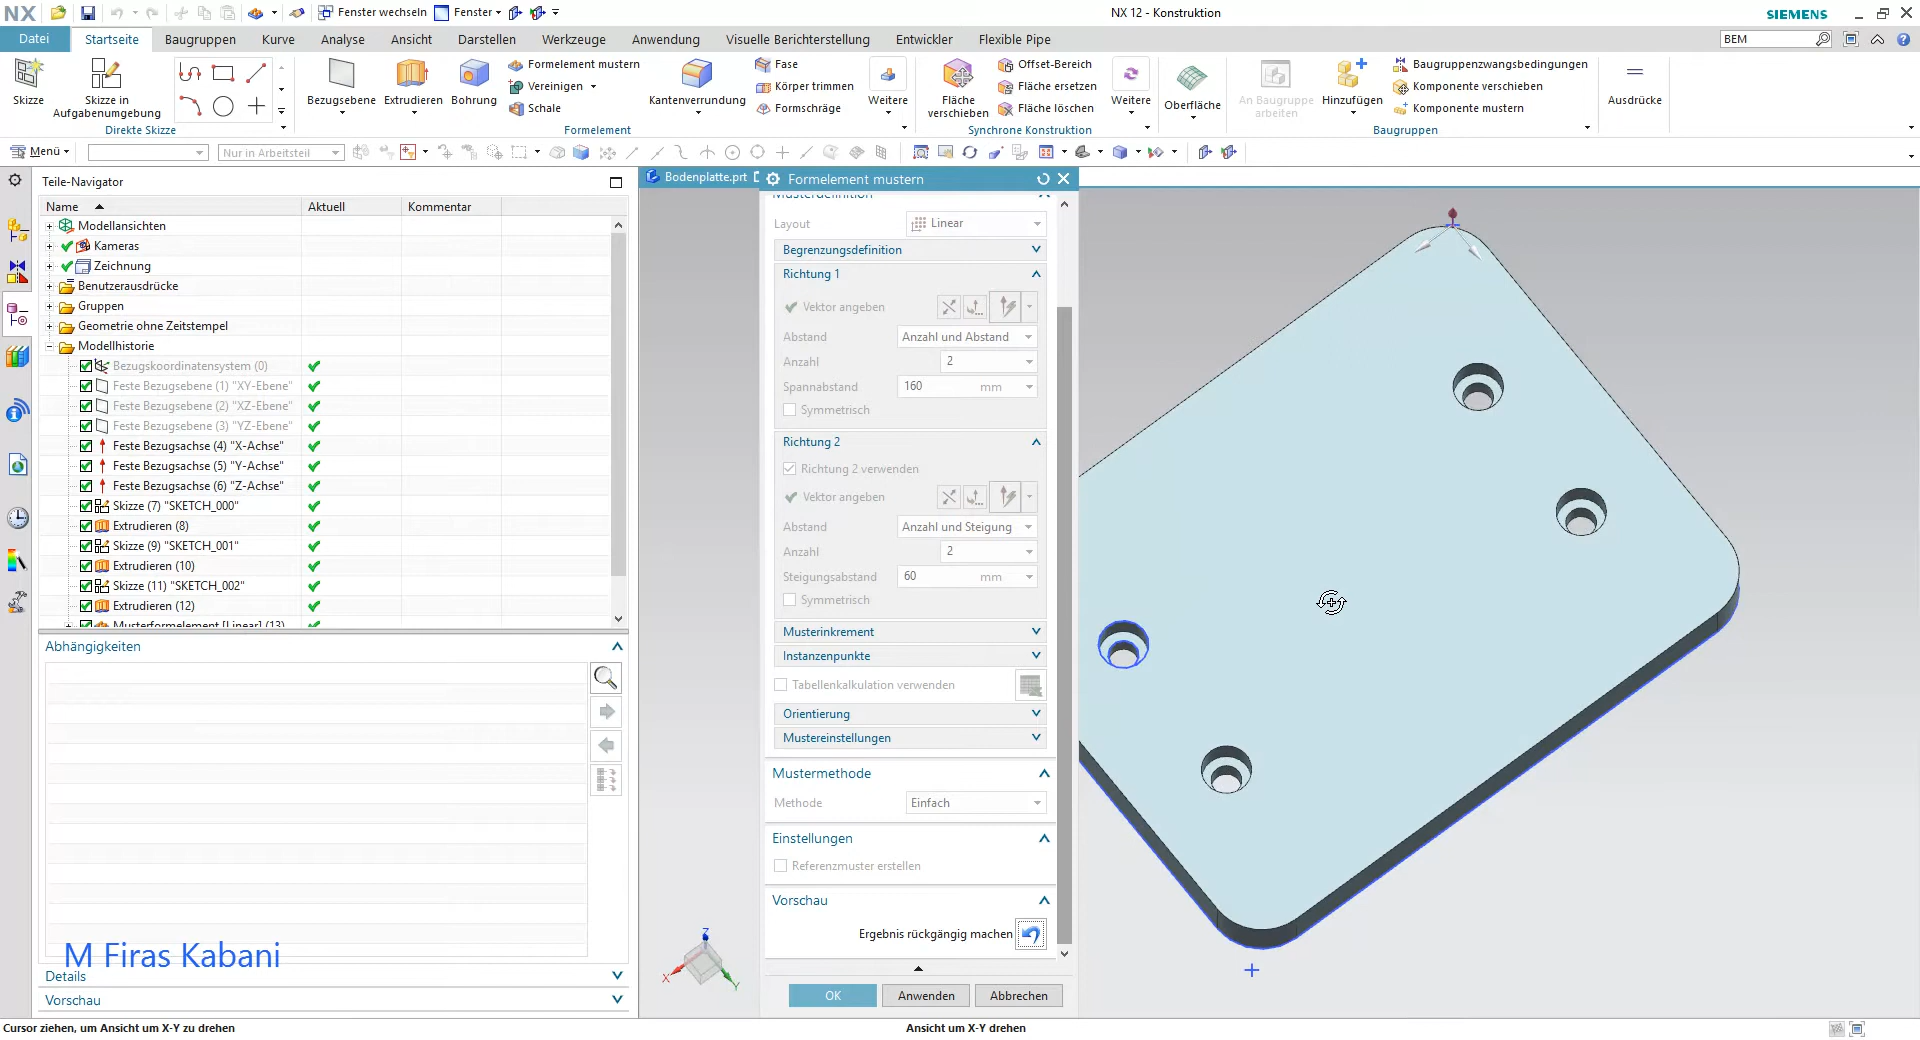 NX
Fenster wechseln
Fenster
NX 12 - Konstruktion
SIEMENS
Datei
Startseite
Baugruppen
Kurve
Analyse
Ansicht
Darstellen
Werkzeuge
Anwendung
Visuelle Berichterstellung
Entwickler
Flexible Pipe
BEM
Skizze
Skizze in
Aufgabenumgebung
Direkte Skizze
Bezugsebene
Extrudieren
Bohrung
Formelement mustern
Vereinigen
Schale
Kantenverrundung
Fase
Körper trimmen
Formschräge
Weitere
Formelement
Fläche
verschieben
Offset-Bereich
Fläche ersetzen
Fläche löschen
Weitere
Synchrone Konstruktion
Oberfläche
An Baugruppe
arbeiten
Hinzufügen
Baugruppenzwangsbedingungen
Komponente verschieben
Komponente mustern
Baugruppen
Ausdrücke
Menü
Nur in Arbeitsteil
Teile-Navigator
Name
Aktuell
Kommentar
Modellansichten
Kameras
Zeichnung
Benutzerausdrücke
Gruppen
Geometrie ohne Zeitstempel
Modellhistorie
Bezugskoordinatensystem (0)
Feste Bezugsebene (1) "XY-Ebene"
Feste Bezugsebene (2) "XZ-Ebene"
Feste Bezugsebene (3) "YZ-Ebene"
Feste Bezugsachse (4) "X-Achse"
Feste Bezugsachse (5) "Y-Achse"
Feste Bezugsachse (6) "Z-Achse"
Skizze (7) "SKETCH_000"
Extrudieren (8)
Skizze (9) "SKETCH_001"
Extrudieren (10)
Skizze (11) "SKETCH_002"
Extrudieren (12)
Musterformelement [Linear] (13)
Abhängigkeiten
M Firas Kabani
Details
Vorschau
Bodenplatte.prt
Formelement mustern
Musterdefinition
Layout
Linear
Begrenzungsdefinition
Richtung 1
Vektor angeben
Abstand
Anzahl und Abstand
Anzahl
2
Spannabstand
160
mm
Symmetrisch
Richtung 2
Richtung 2 verwenden
Vektor angeben
Abstand
Anzahl und Steigung
Anzahl
2
Steigungsabstand
60
mm
Symmetrisch
Musterinkrement
Instanzenpunkte
Tabellenkalkulation verwenden
Orientierung
Mustereinstellungen
Mustermethode
Methode
Einfach
Einstellungen
Referenzmuster erstellen
Vorschau
Ergebnis rückgängig machen
OK
Anwenden
Abbrechen
Z
X
Y
Cursor ziehen, um Ansicht um X-Y zu drehen
Ansicht um X-Y drehen